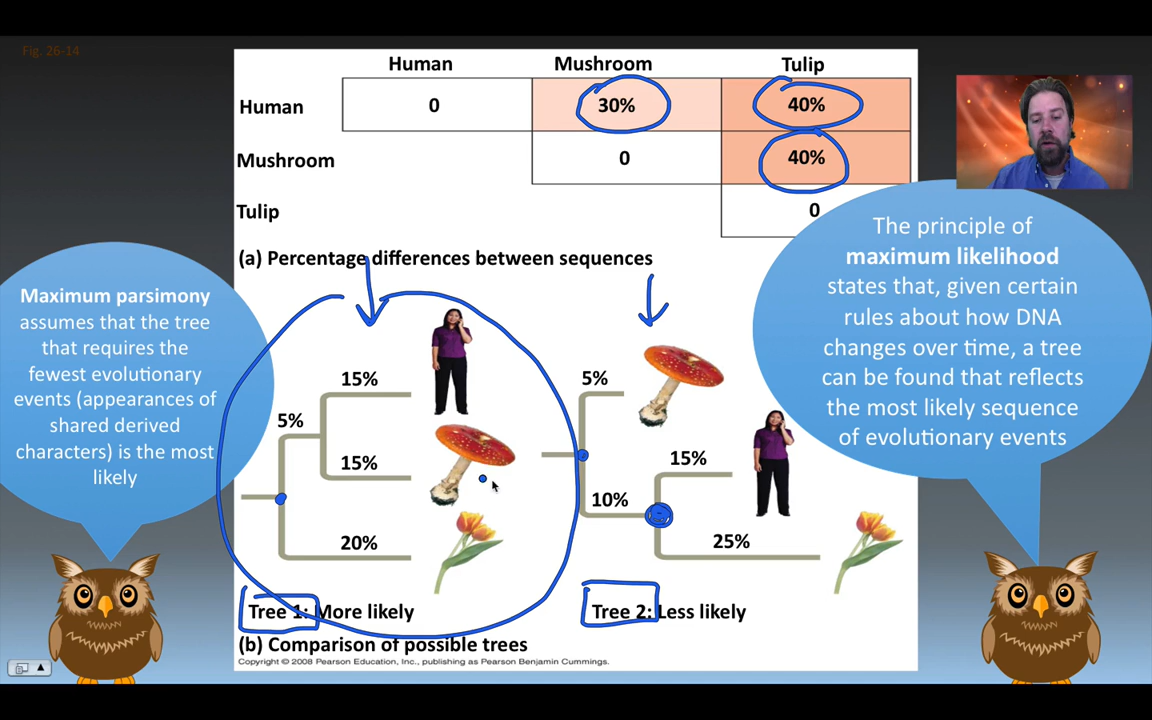 Fig. 26-14
Human Mushroom Tulip
Human 0 30% 40%
Mushroom 0 40%
Tulip 0
(a) Percentage differences between sequences
Maximum parsimony
assumes that the tree
that requires the
fewest evolutionary
events (appearances of
shared derived
characters) is the most
likely
The principle of
maximum likelihood
states that, given certain
rules about how DNA
changes over time, a tree
can be found that reflects
the most likely sequence
of evolutionary events
15%
5%
15%
20%
5%
15%
10%
25%
Tree 1: More likely
Tree 2: Less likely
(b) Comparison of possible trees
Copyright © 2008 Pearson Education, Inc., publishing as Pearson Benjamin Cummings.